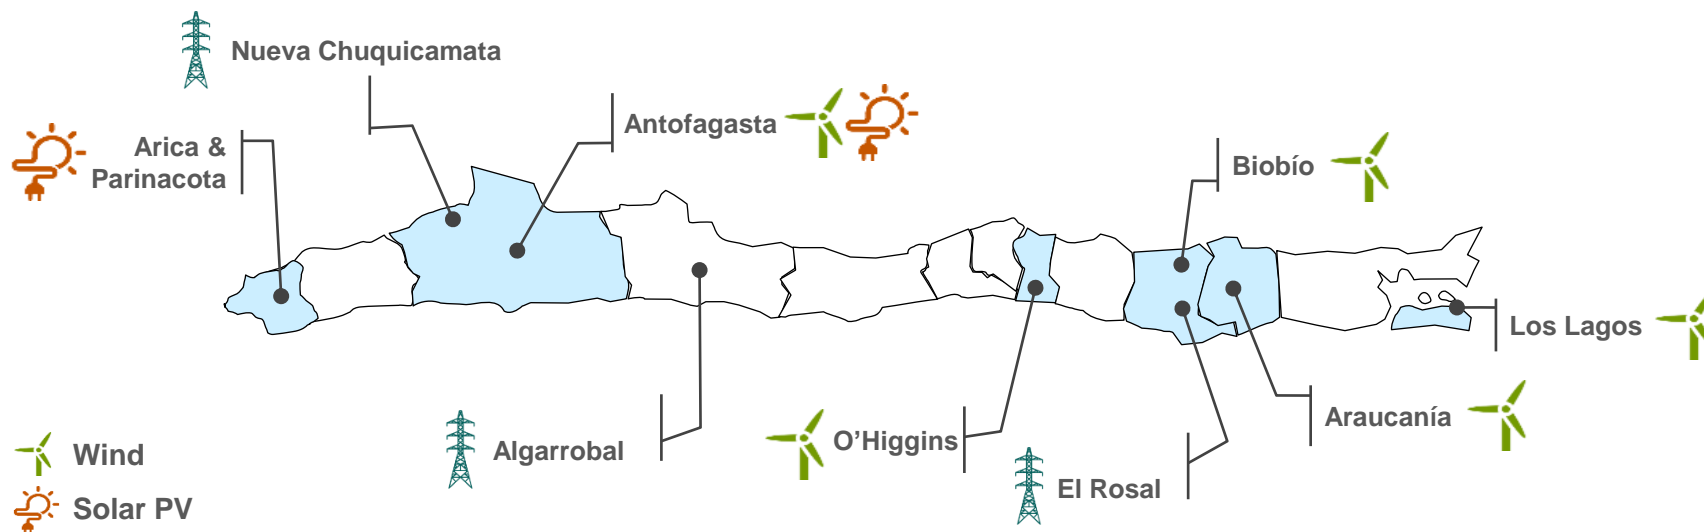 Nueva Chuquicamata
Antofagasta
Arica &
Parinacota
Biobío
Los Lagos
Araucanía
Algarrobal
O’Higgins
El Rosal
Wind
Solar PV